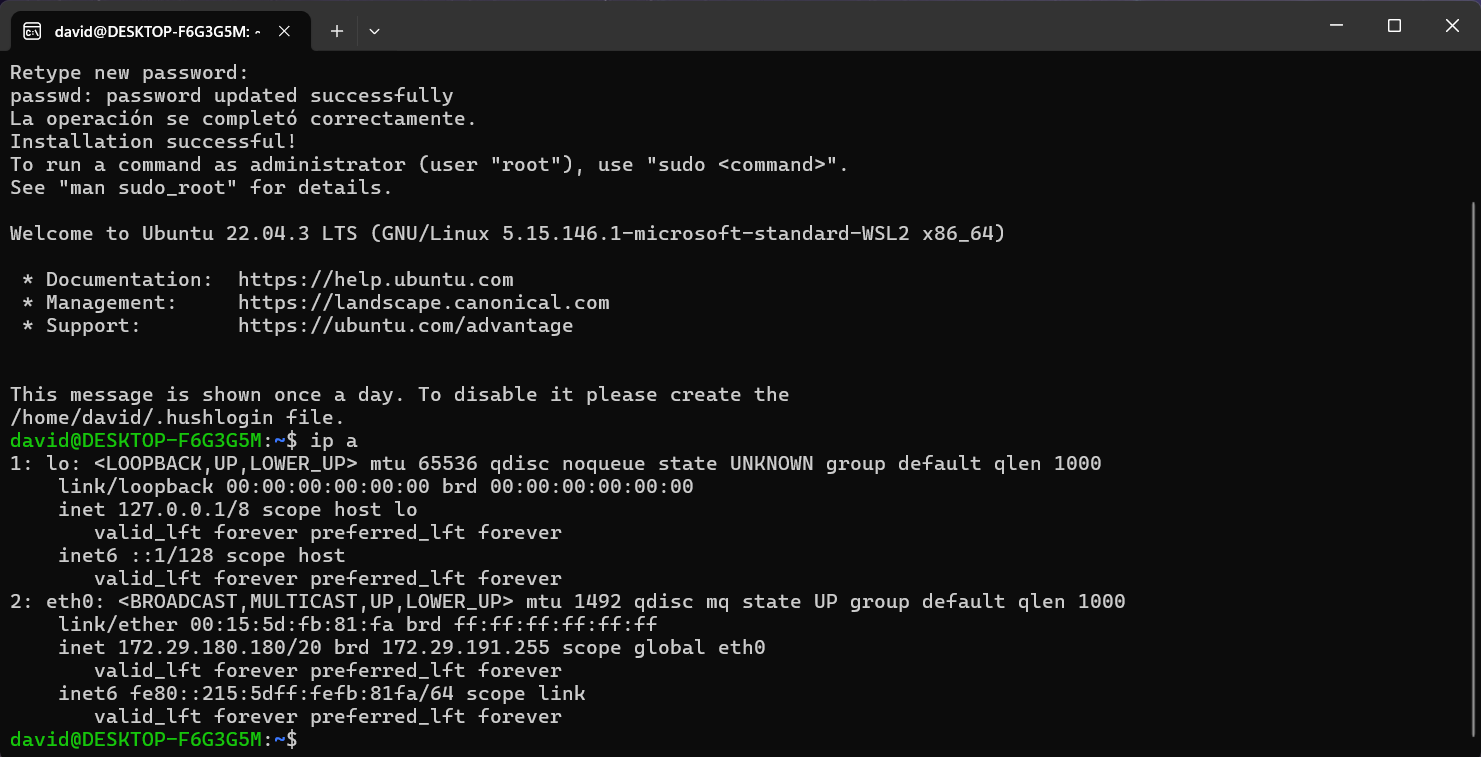 david@DESKTOP-F6G3G5M: ~
Retype new password:
passwd: password updated successfully
La operación se completó correctamente.
Installation successful!
To run a command as administrator (user "root"), use "sudo <command>".
See "man sudo_root" for details.

Welcome to Ubuntu 22.04.3 LTS (GNU/Linux 5.15.146.1-microsoft-standard-WSL2 x86_64)

 * Documentation:  https://help.ubuntu.com
 * Management:     https://landscape.canonical.com
 * Support:        https://ubuntu.com/advantage


This message is shown once a day. To disable it please create the
/home/david/.hushlogin file.
david@DESKTOP-F6G3G5M:~$ ip a
1: lo: <LOOPBACK,UP,LOWER_UP> mtu 65536 qdisc noqueue state UNKNOWN group default qlen 1000
    link/loopback 00:00:00:00:00:00 brd 00:00:00:00:00:00
    inet 127.0.0.1/8 scope host lo
       valid_lft forever preferred_lft forever
    inet6 ::1/128 scope host
       valid_lft forever preferred_lft forever
2: eth0: <BROADCAST,MULTICAST,UP,LOWER_UP> mtu 1492 qdisc mq state UP group default qlen 1000
    link/ether 00:15:5d:fb:81:fa brd ff:ff:ff:ff:ff:ff
    inet 172.29.180.180/20 brd 172.29.191.255 scope global eth0
       valid_lft forever preferred_lft forever
    inet6 fe80::215:5dff:fefb:81fa/64 scope link
       valid_lft forever preferred_lft forever
david@DESKTOP-F6G3G5M:~$